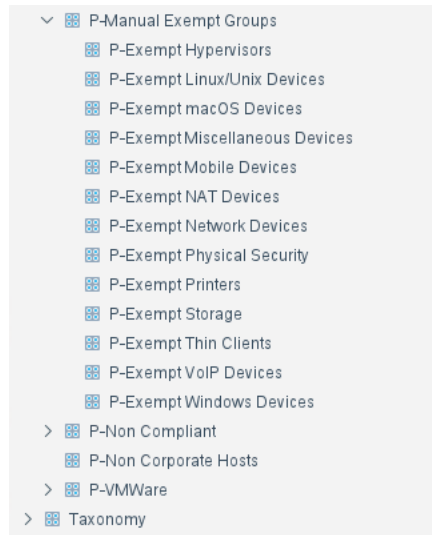 P-Manual Exempt Groups
P-Exempt Hypervisors
P-Exempt Linux/Unix Devices
P-Exempt macOS Devices
P-Exempt Miscellaneous Devices
P-Exempt Mobile Devices
P-Exempt NAT Devices
P-Exempt Network Devices
P-Exempt Physical Security
P-Exempt Printers
P-Exempt Storage
P-Exempt Thin Clients
P-Exempt VoIP Devices
P-Exempt Windows Devices
P-Non Compliant
P-Non Corporate Hosts
P-VMWare
Taxonomy